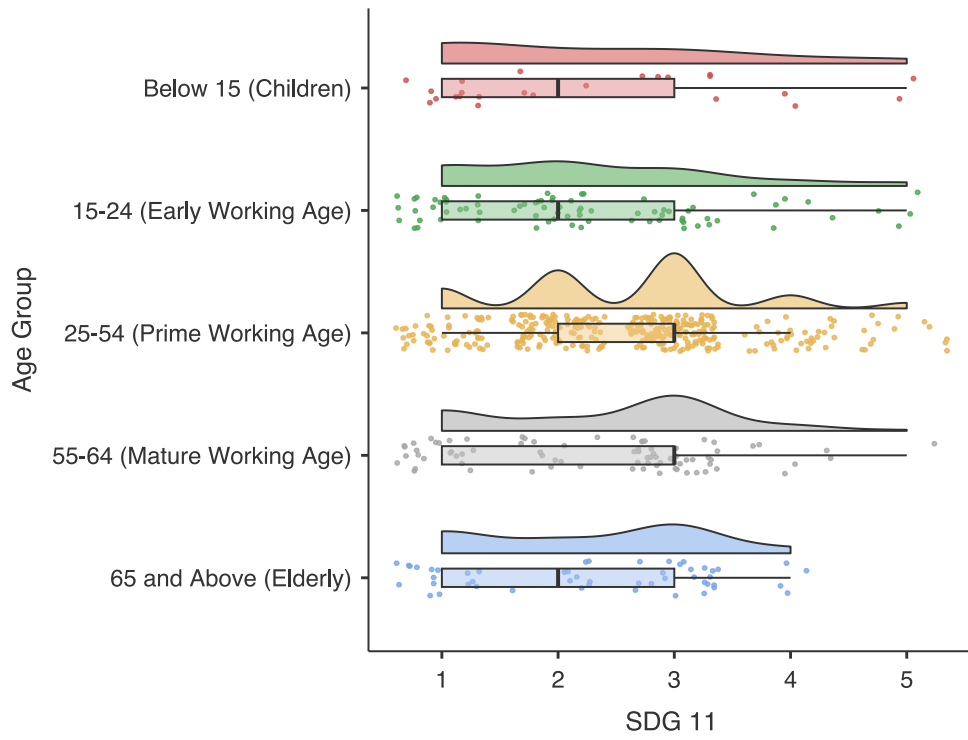 Below 15 (Children)
15-24 (Early Working Age)
25-54 (Prime Working Age)
55-64 (Mature Working Age)
65 and Above (Elderly)
Age Group
1 2 3 4 5
SDG 11